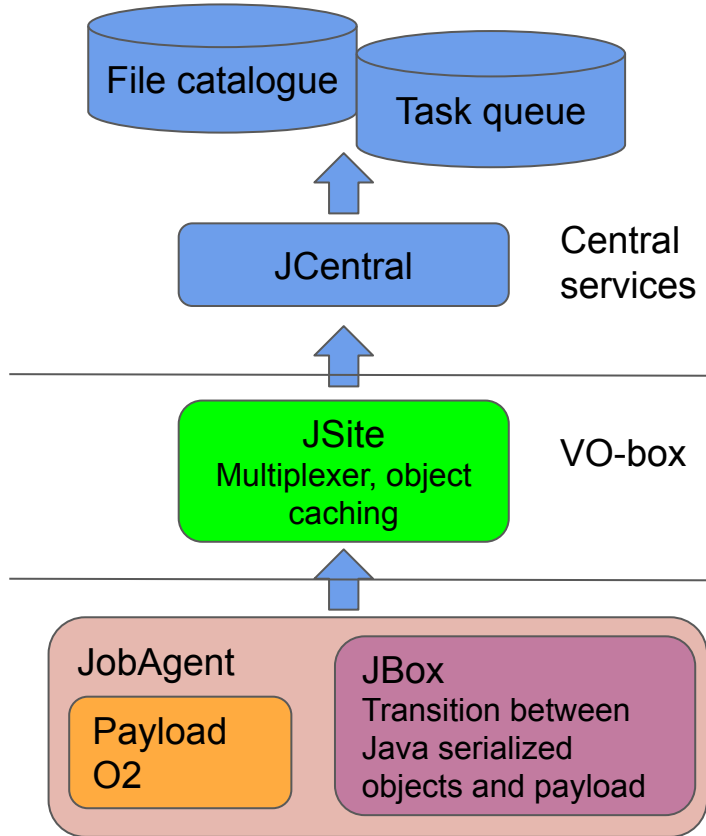 File catalogue
Task queue
JCentral
Central
services
JSite
Multiplexer, object
caching
VO-box
JobAgent
Payload
O2
JBox
Transition between
Java serialized
objects and payload